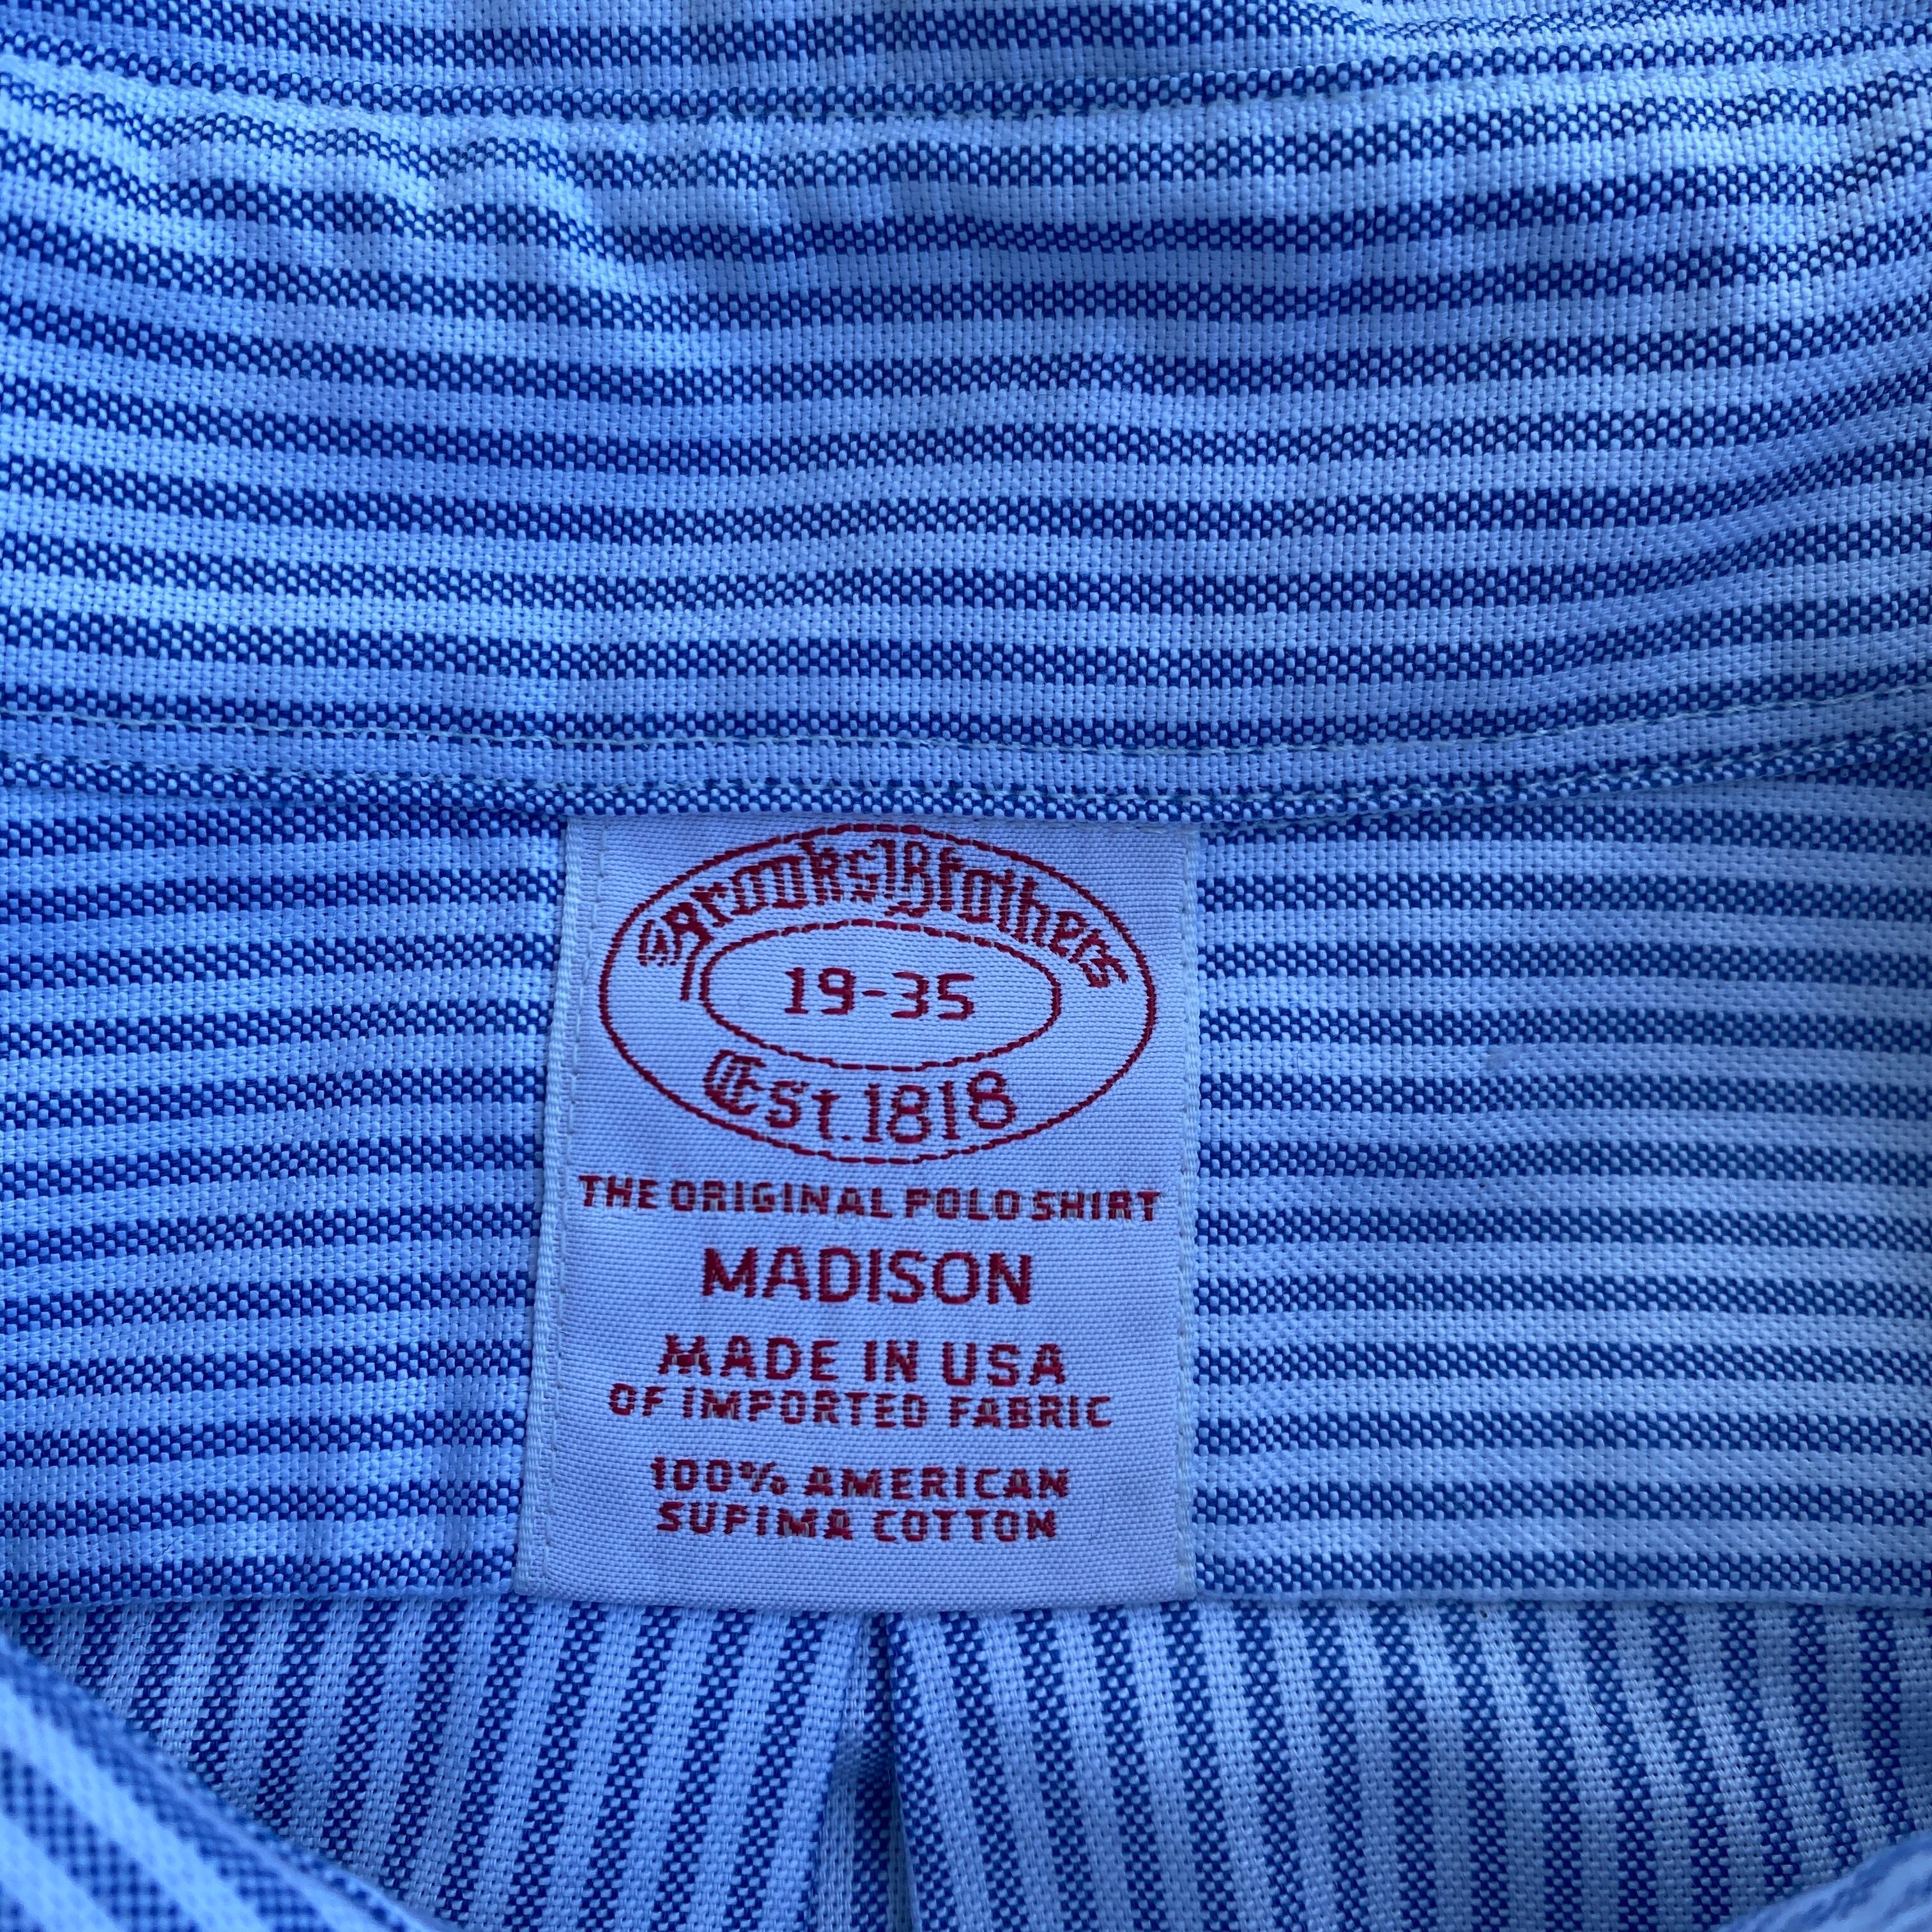 Brooks Brothers
19-35
Est. 1818
THE ORIGINAL POLO SHIRT
MADISON
MADE IN USA
OF IMPORTED FABRIC
100% AMERICAN
SUPIMA COTTON